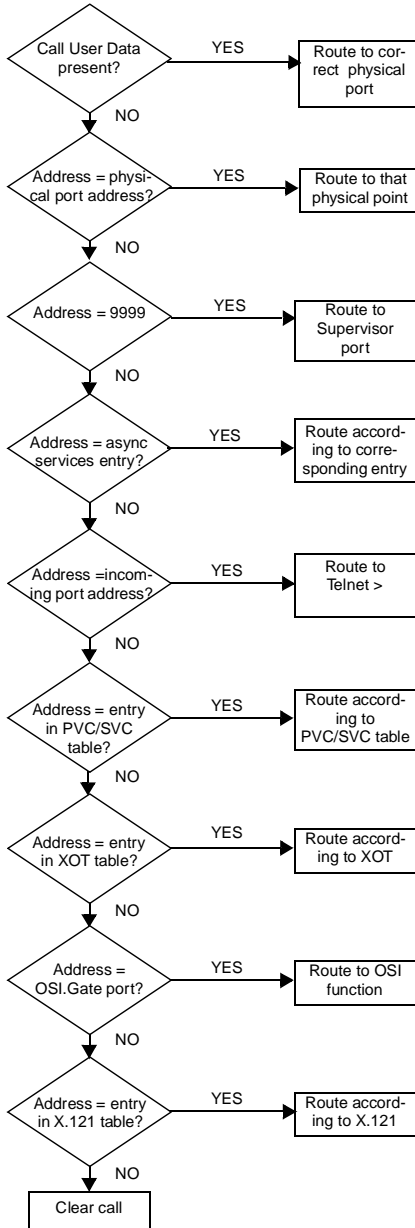 Call User Data
present?
YES
Route to cor-
rect physical
port
NO
Address = physi-
cal port address?
YES
Route to that
physical point
NO
Address = 9999
YES
Route to
Supervisor
port
NO
Address = async
services entry?
YES
Route accord-
ing to corre-
sponding entry
NO
Address =incom-
ing port address?
YES
Route to
Telnet >
NO
Address = entry
in PVC/SVC
table?
YES
Route accord-
ing to
PVC/SVC table
NO
Address = entry
in XOT table?
YES
Route accord-
ing to XOT
NO
Address =
OSI.Gate port?
YES
Route to OSI
function
NO
Address = entry
in X.121 table?
YES
Route accord-
ing to X.121
NO
Clear call